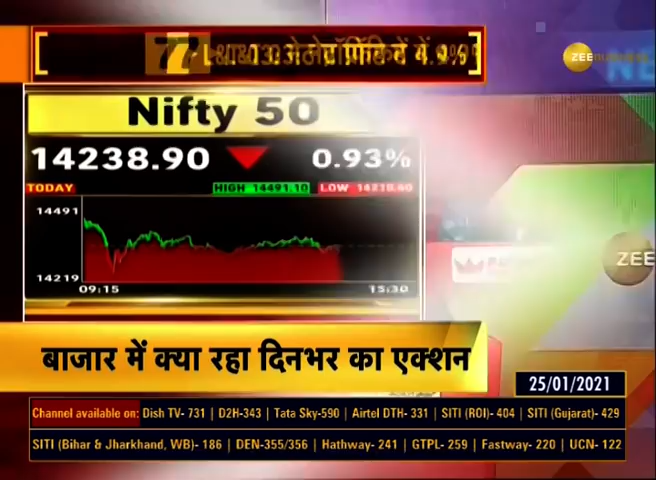 ZEE
Nifty 50
14238.90 0.93%
TODAY HIGH 14491.10 LOW
14491
14219
09:15 15:30
ZEE
बाजार में क्या रहा दिनभर का एक्शन
25/01/2021
Channel available on: Dish TV- 731 | D2H-343 | Tata Sky-590 | Airtel DTH- 331 | SITI (ROI)- 404 | SITI (Gujarat)- 429
SITI (Bihar & Jharkhand, WB)- 186 | DEN-355/356 | Hathway- 241 | GTPL- 259 | Fastway- 220 | UCN- 122